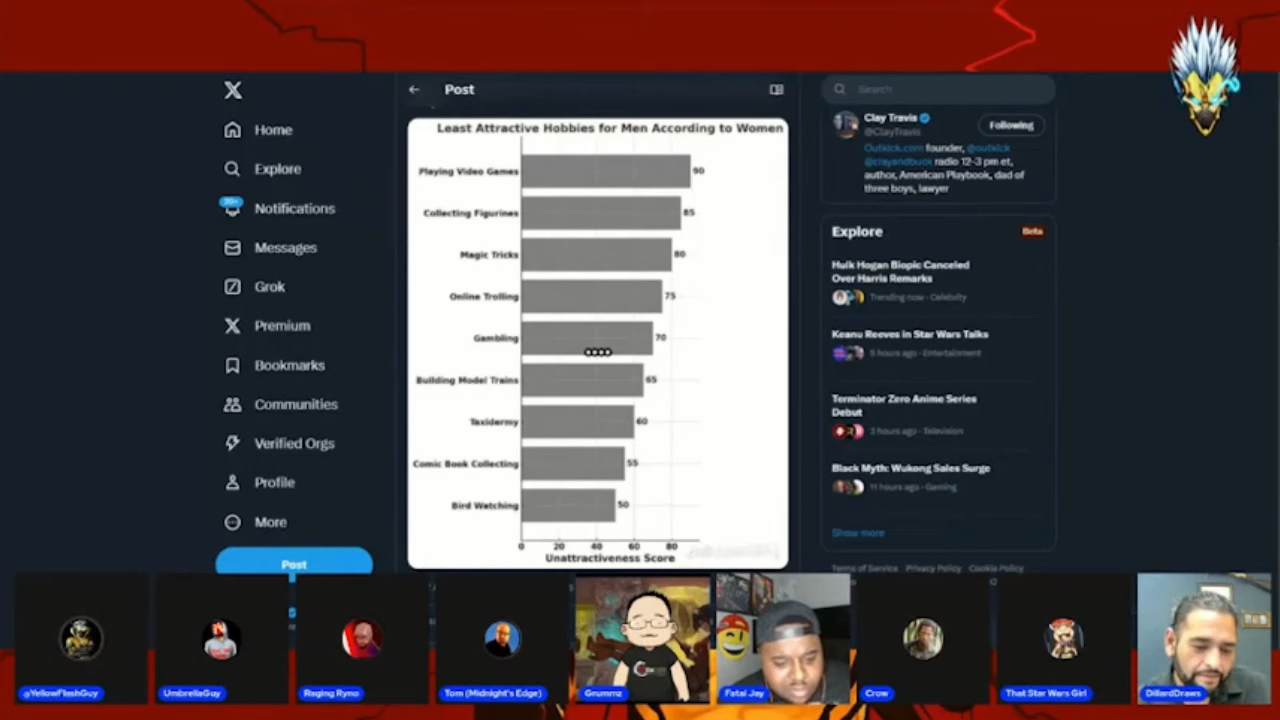 Home
Explore
20+
Notifications
Messages
Grok
Premium
Bookmarks
Communities
Verified Orgs
Profile
More
Post
Post
Least Attractive Hobbies for Men According to Women
Playing Video Games 90
Collecting Figurines 85
Magic Tricks 80
Online Trolling 75
Gambling 70
Building Model Trains 65
Taxidermy 60
Comic Book Collecting 55
Bird Watching 50
0 20 40 60 80
Unattractiveness Score
Search
Clay Travis
@ClayTravis
Following
Outkick.com founder, @outkick
@clayandbuck radio 12-3 pm et,
author, American Playbook, dad of
three boys, lawyer
Explore
Beta
Hulk Hogan Biopic Canceled
Over Harris Remarks
Trending now · Celebrity
Keanu Reeves in Star Wars Talks
5 hours ago · Entertainment
Terminator Zero Anime Series
Debut
3 hours ago · Television
Black Myth: Wukong Sales Surge
11 hours ago · Gaming
Show more
Terms of Service Privacy Policy Cookie Policy
@YellowFlashGuy
UmbrellaGuy
Raging Ryno
Tom (Midnight's Edge)
Grummz
Fatal Jay
Crow
That Star Wars Girl
DillardDraws